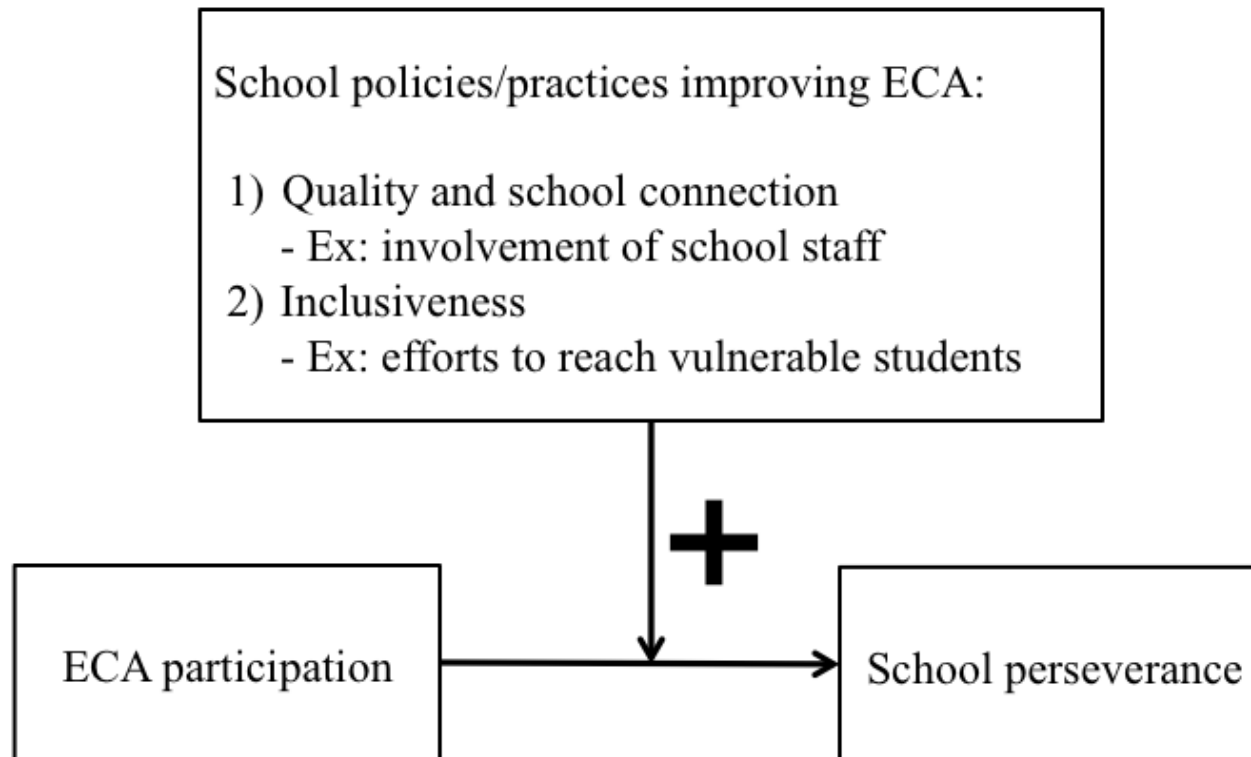 School policies/practices improving ECA:
1) Quality and school connection
- Ex: involvement of school staff
2) Inclusiveness
- Ex: efforts to reach vulnerable students
+
ECA participation
School perseverance